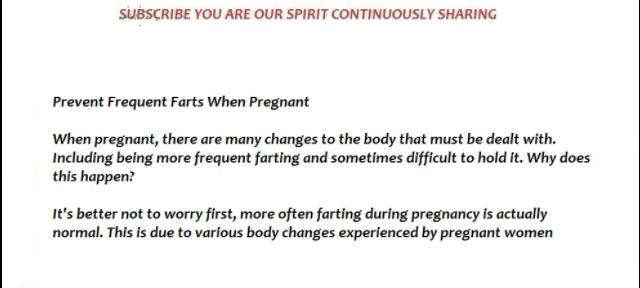 SUBSCRIBE YOU ARE OUR SPIRIT CONTINUOUSLY SHARING
Prevent Frequent Farts When Pregnant
When pregnant, there are many changes to the body that must be dealt with.
Including being more frequent farting and sometimes difficult to hold it. Why does
this happen?
It's better not to worry first, more often farting during pregnancy is actually
normal. This is due to various body changes experienced by pregnant women